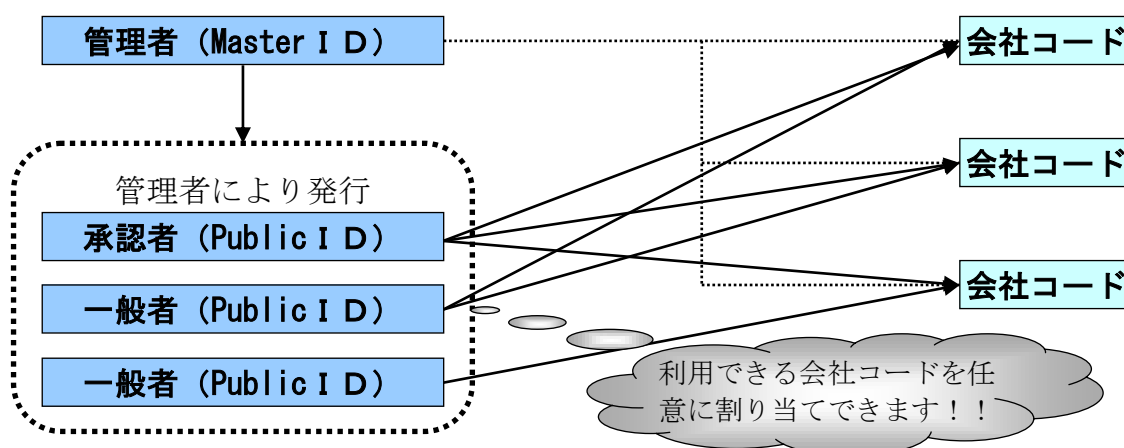 管理者（MasterＩＤ）
会社コード
管理者により発行
会社コード
承認者（PublicＩＤ）
会社コード
一般者（PublicＩＤ）
一般者（PublicＩＤ）
利用できる会社コードを任
意に割り当てできます！！